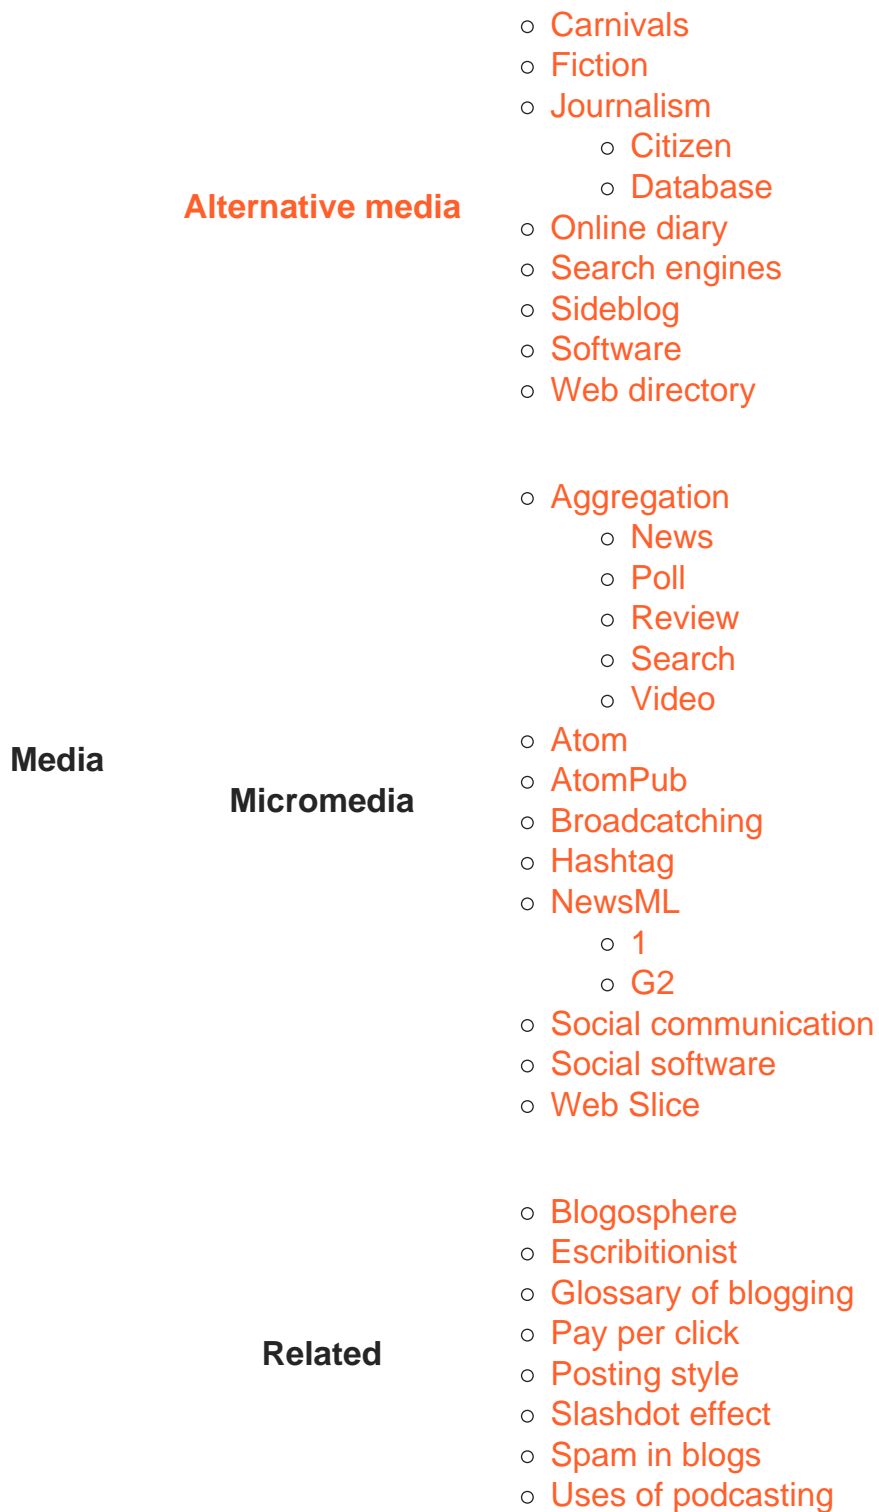 Media
Alternative media
Carnivals
Fiction
Journalism
Citizen
Database
Online diary
Search engines
Sideblog
Software
Web directory
Micromedia
Aggregation
News
Poll
Review
Search
Video
Atom
AtomPub
Broadcatching
Hashtag
NewsML
1
G2
Social communication
Social software
Web Slice
Related
Blogosphere
Escribitionist
Glossary of blogging
Pay per click
Posting style
Slashdot effect
Spam in blogs
Uses of podcasting